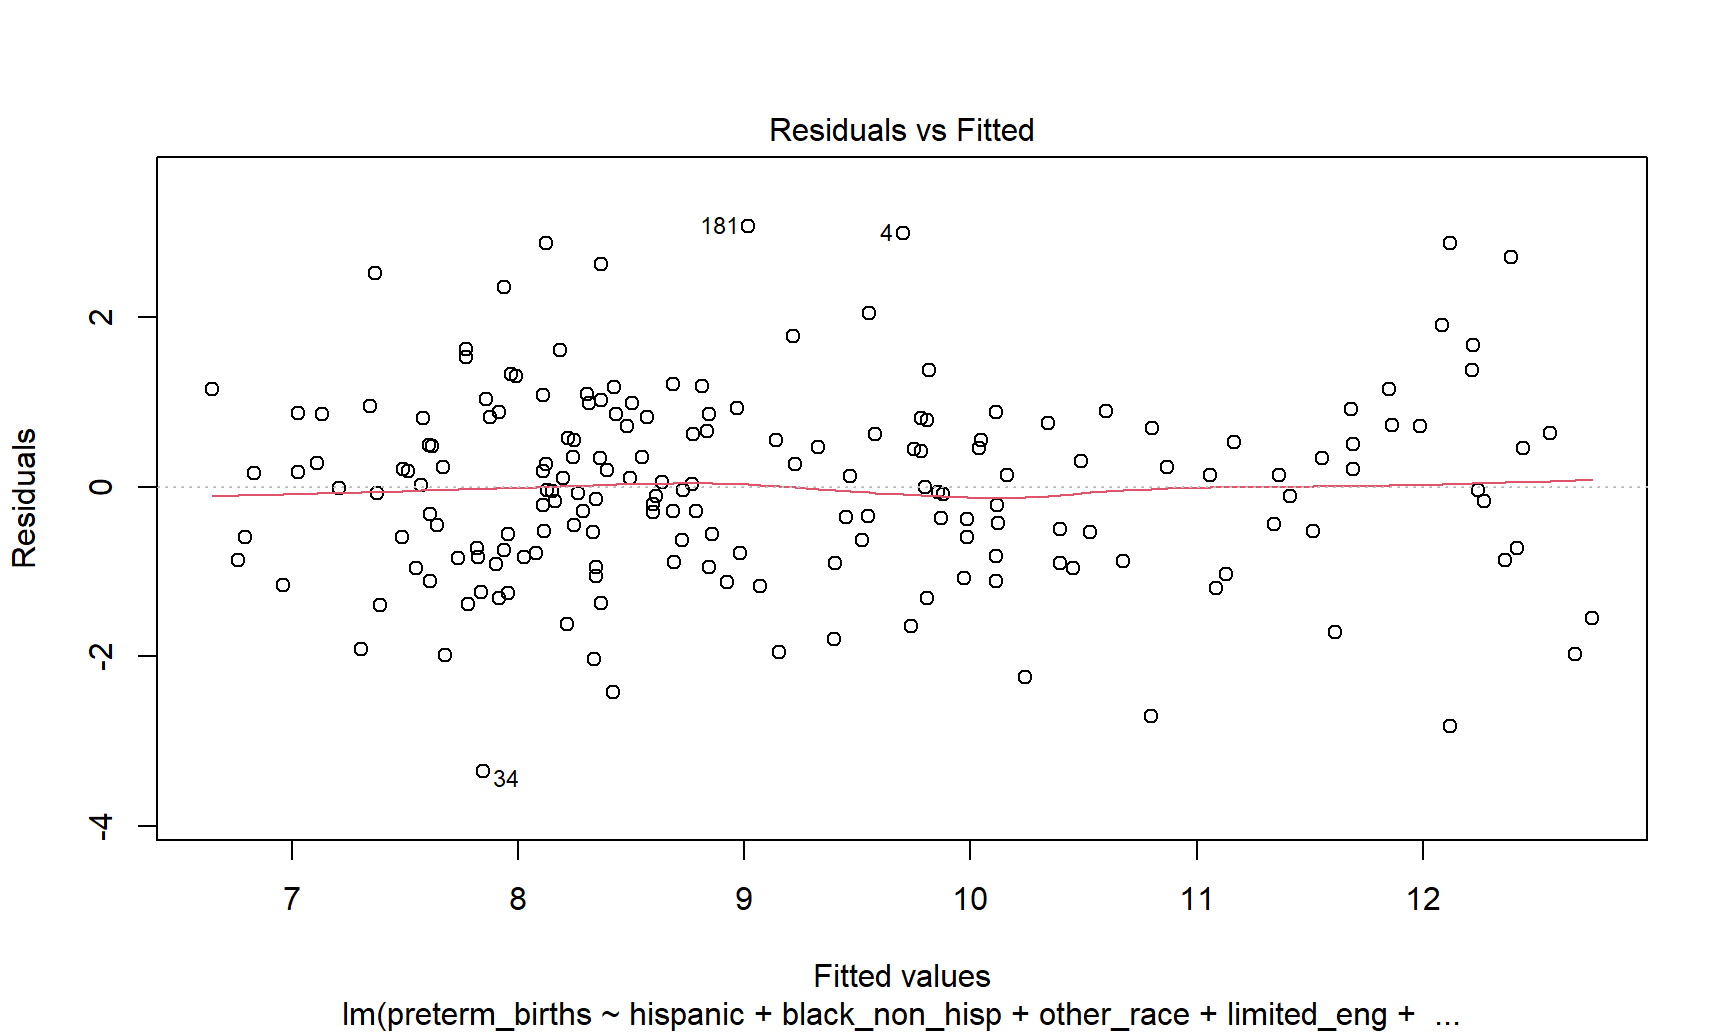 Residuals vs Fitted
181
4
34
Residuals
2
0
-2
-4
7 8 9 10 11 12
Fitted values
lm(preterm_births ~ hispanic + black_non_hisp + other_race + limited_eng + ...